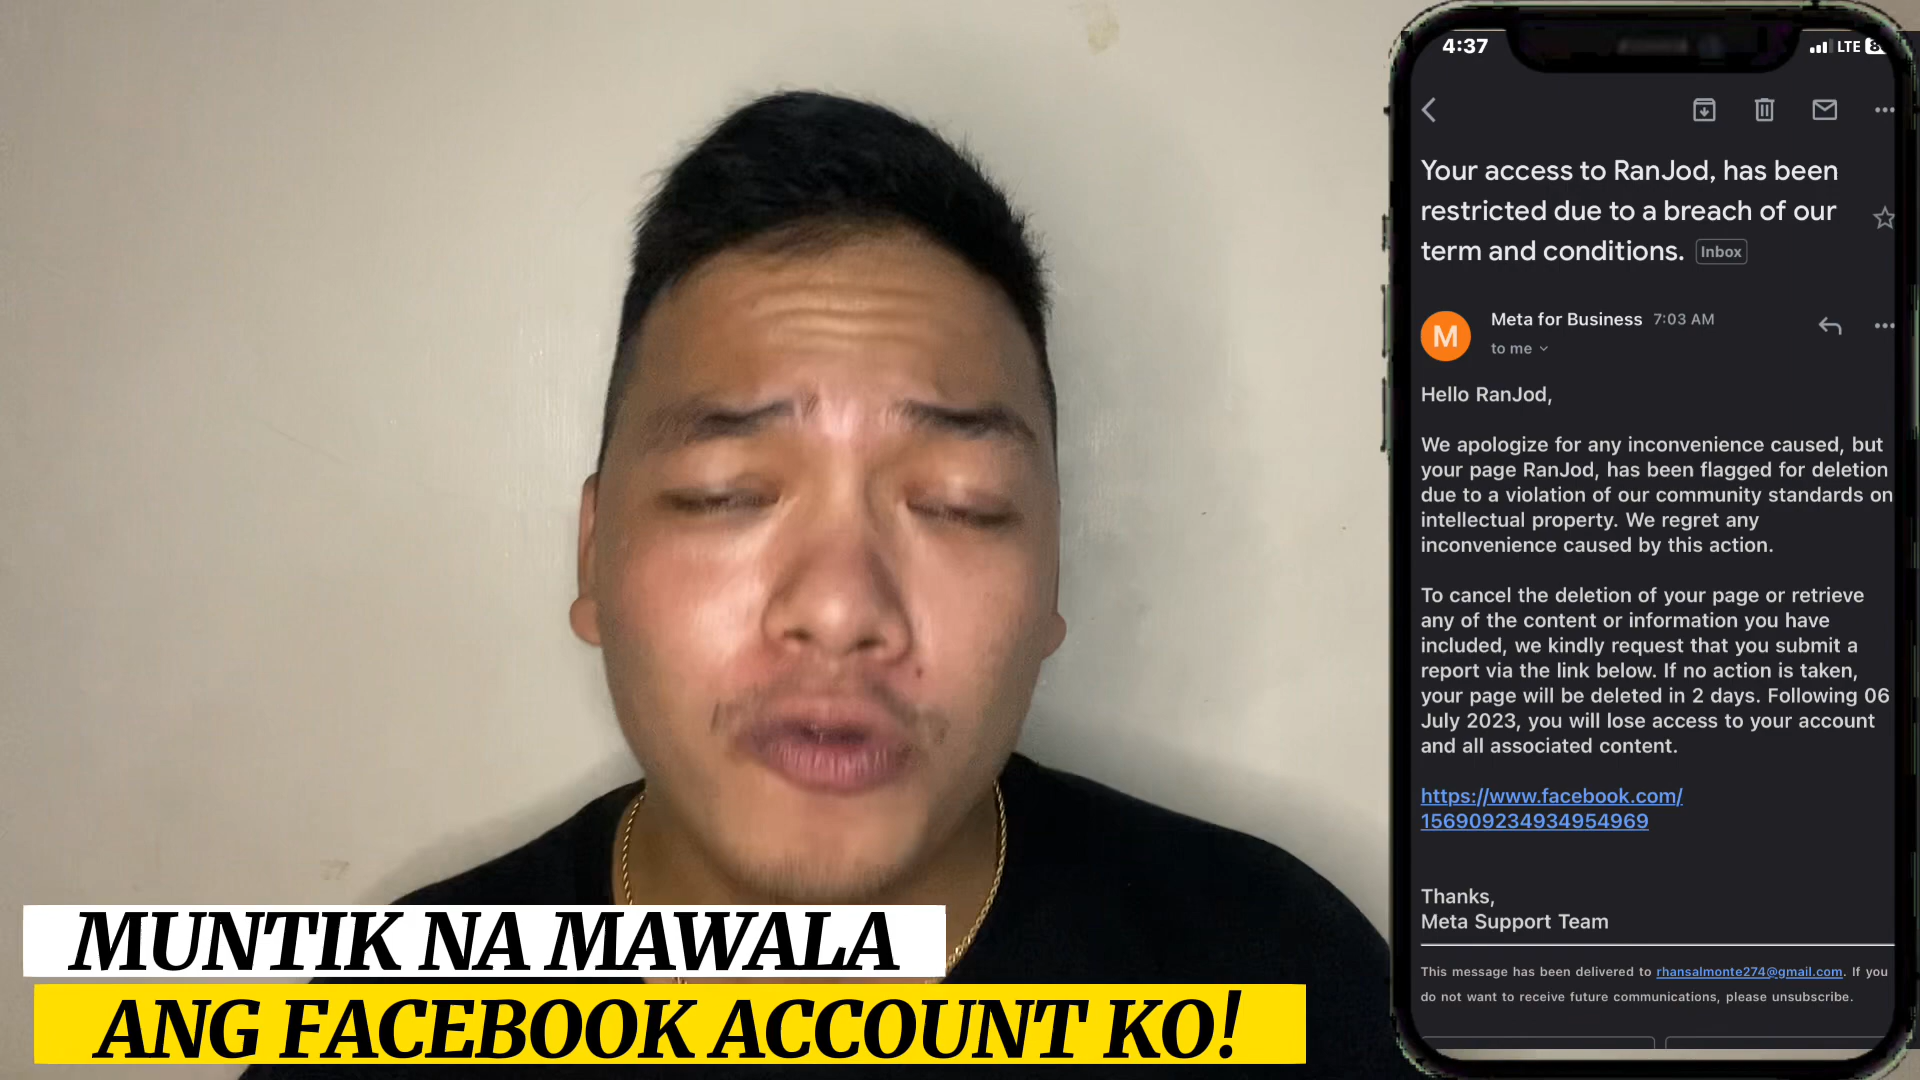 4:37
LTE
Your access to RanJod, has been
restricted due to a breach of our
term and conditions. Inbox
M
Meta for Business 7:03 AM
to me
Hello RanJod,
We apologize for any inconvenience caused, but
your page RanJod, has been flagged for deletion
due to a violation of our community standards on
intellectual property. We regret any
inconvenience caused by this action.
To cancel the deletion of your page or retrieve
any of the content or information you have
included, we kindly request that you submit a
report via the link below. If no action is taken,
your page will be deleted in 2 days. Following 06
July 2023, you will lose access to your account
and all associated content.
https://www.facebook.com/
156909234934954969
Thanks,
Meta Support Team
This message has been delivered to rhansalmonte274@gmail.com. If you
do not want to receive future communications, please unsubscribe.
MUNTIK NA MAWALA
ANG FACEBOOK ACCOUNT KO!